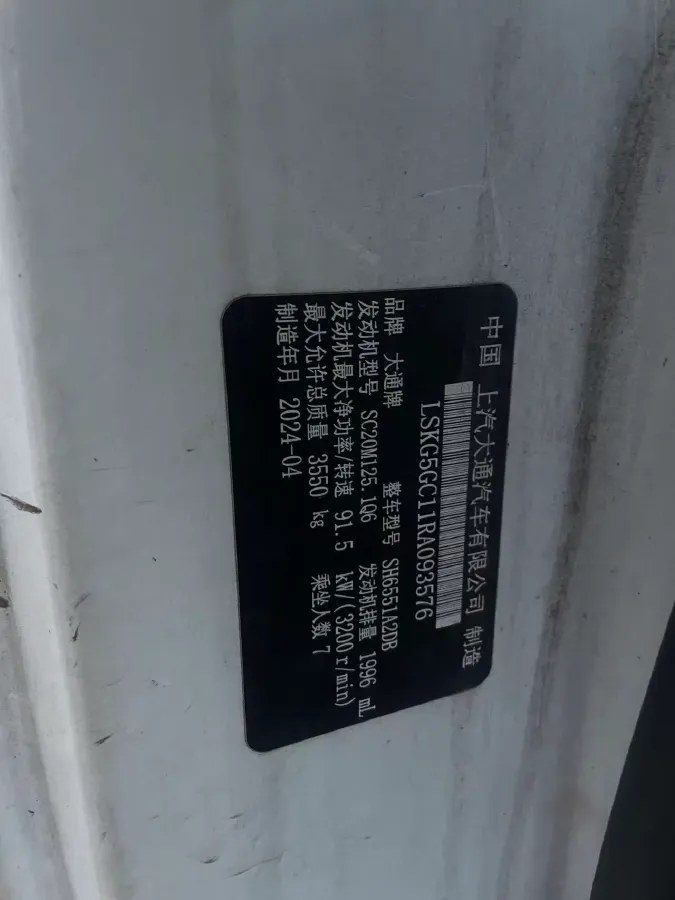 中国 上汽大通汽车有限公司 制造
LSKG5GC11RA093576
品牌 大通牌 整车型号 SH6551A2DB
发动机型号 SC20M125.1Q6 发动机排量 1996 mL
发动机最大净功率/转速 91.5 kW/(3200r/min)
最大允许总质量 3550 kg 乘坐人数 7
制造年月 2024-04